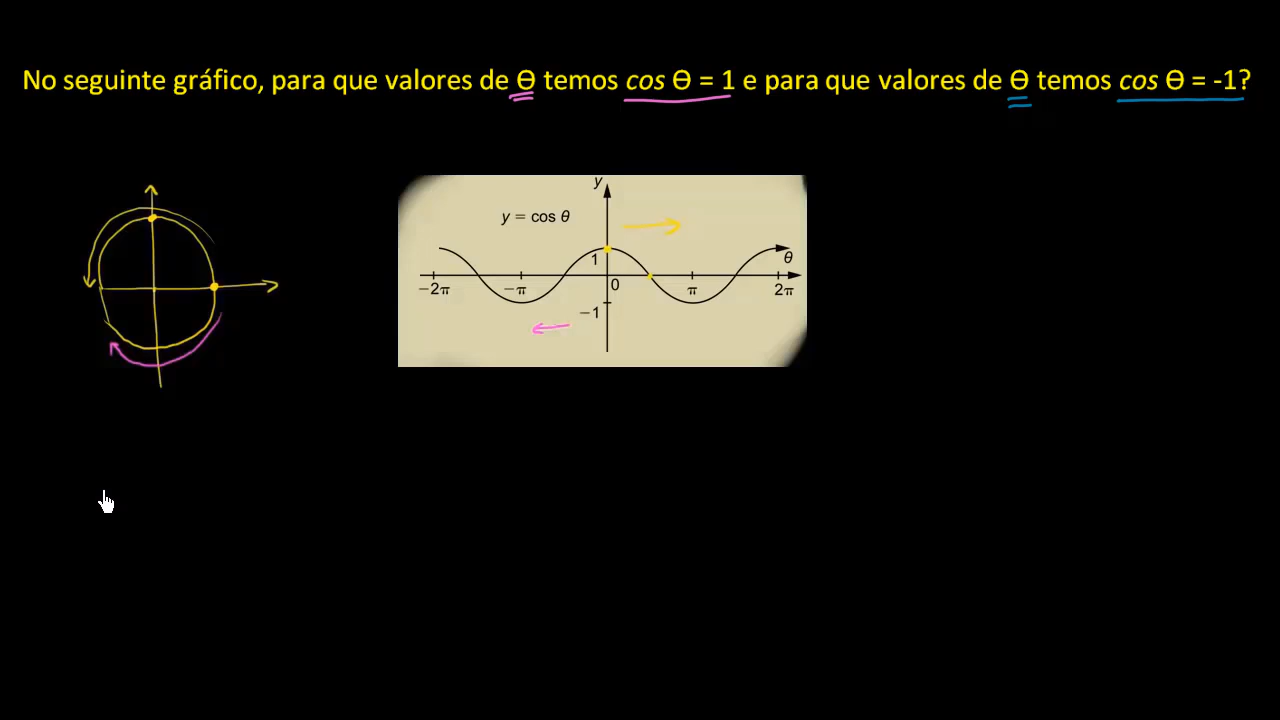 No seguinte gráfico, para que valores de Ɵ temos cos Ɵ = 1 e para que valores de Ɵ temos cos Ɵ = -1?
y
y = cos θ
1
θ
−2π −π 0 π 2π
−1